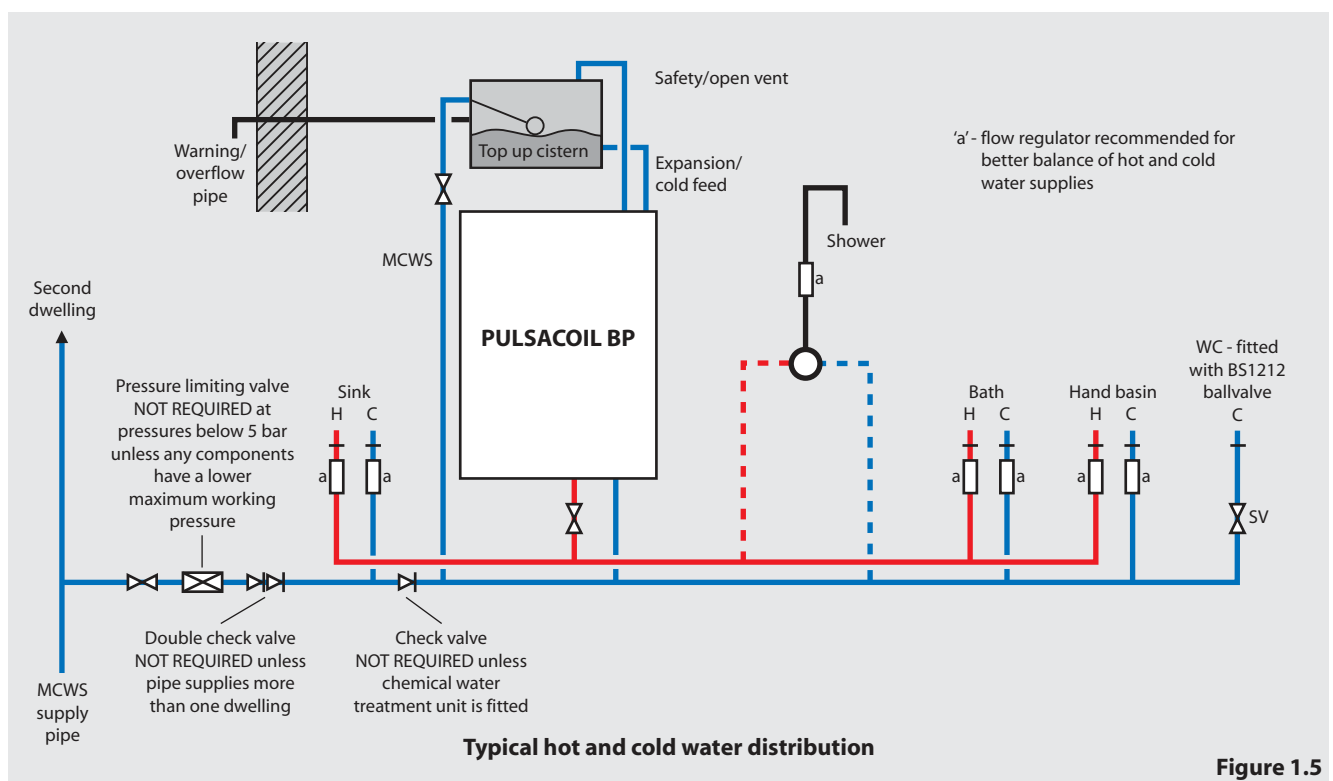 Safety/open vent
Top up cistern
Warning/
overflow
pipe
Expansion/
cold feed
'a' - flow regulator recommended for
better balance of hot and cold
water supplies
MCWS
Shower
a
PULSACOIL BP
Second
dwelling
Pressure limiting valve
NOT REQUIRED at
pressures below 5 bar
unless any components
have a lower
maximum working
pressure
Sink
H C
a a
Bath
H C
a a
Hand basin
H C
a a
WC - fitted
with BS1212
ballvalve
C
SV
Double check valve
NOT REQUIRED unless
pipe supplies more
than one dwelling
Check valve
NOT REQUIRED unless
chemical water
treatment unit is fitted
MCWS
supply
pipe
Typical hot and cold water distribution
Figure 1.5